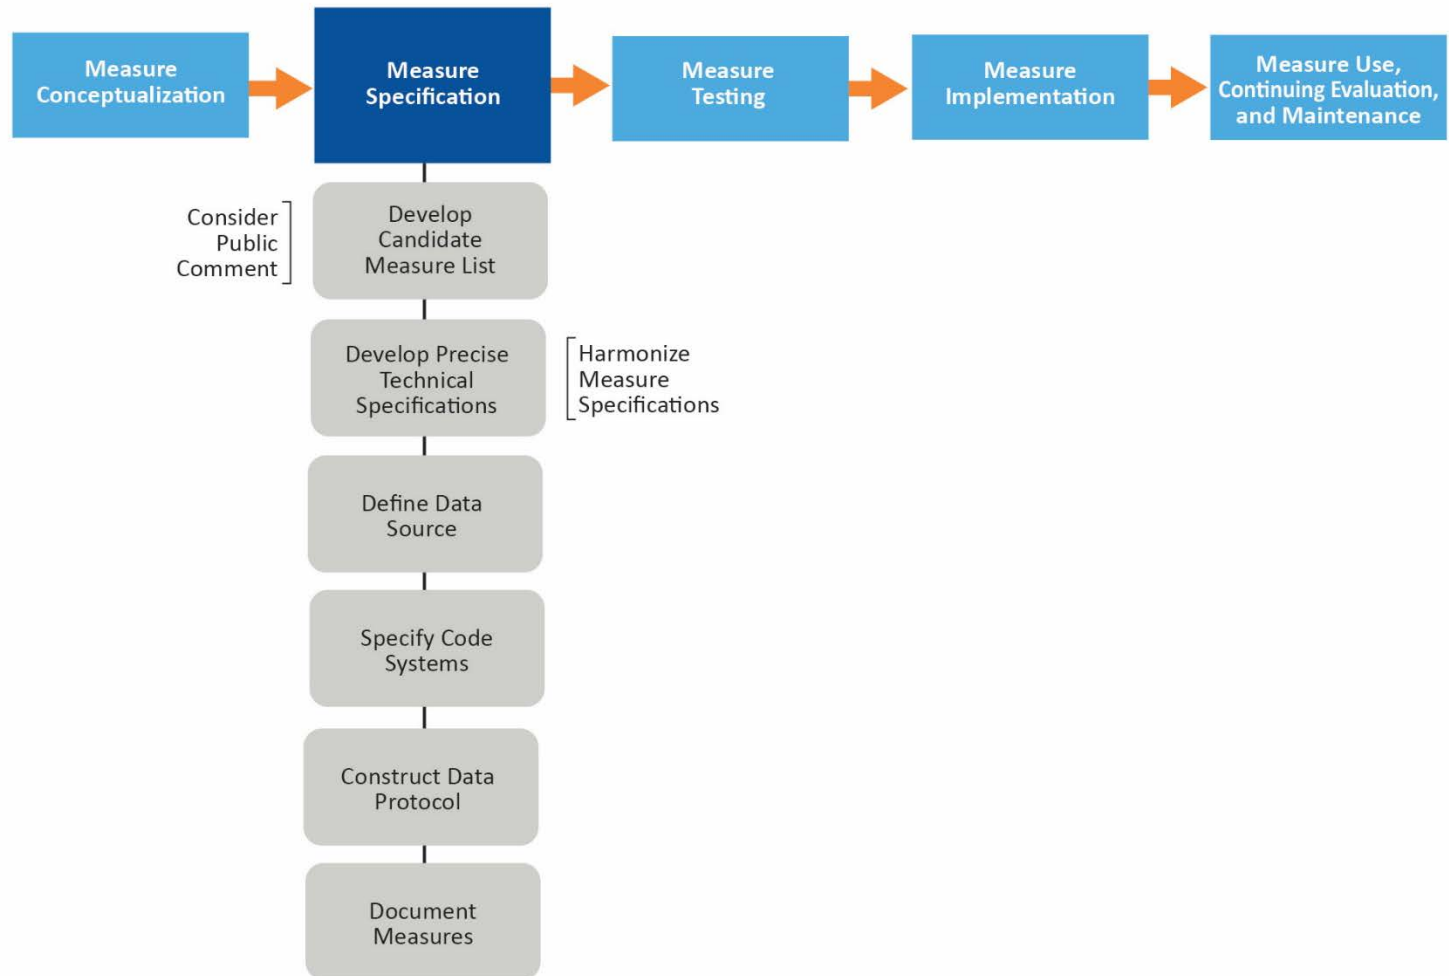 Measure
Conceptualization
Measure
Specification
Measure
Testing
Measure
Implementation
Measure Use,
Continuing Evaluation,
and Maintenance
Consider
Public
Comment
Develop
Candidate
Measure List
Develop Precise
Technical
Specifications
Harmonize
Measure
Specifications
Define Data
Source
Specify Code
Systems
Construct Data
Protocol
Document
Measures